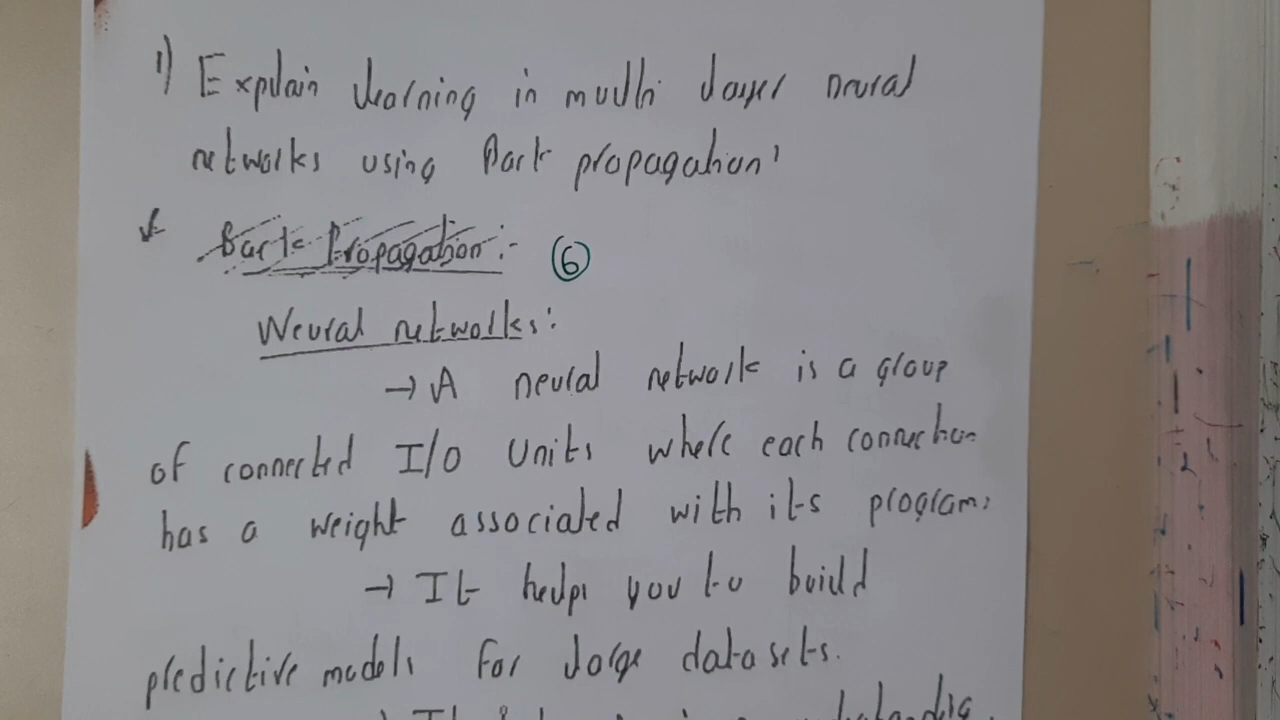 1) Explain learning in multi layer neural
networks using Back propagation?
Back Propagation:-
6
Neural networks:
→ A neural network is a group
of connected I/O Units where each connection
has a weight associated with its program.
→ It helps you to build
predictive models for large datasets.
→ It